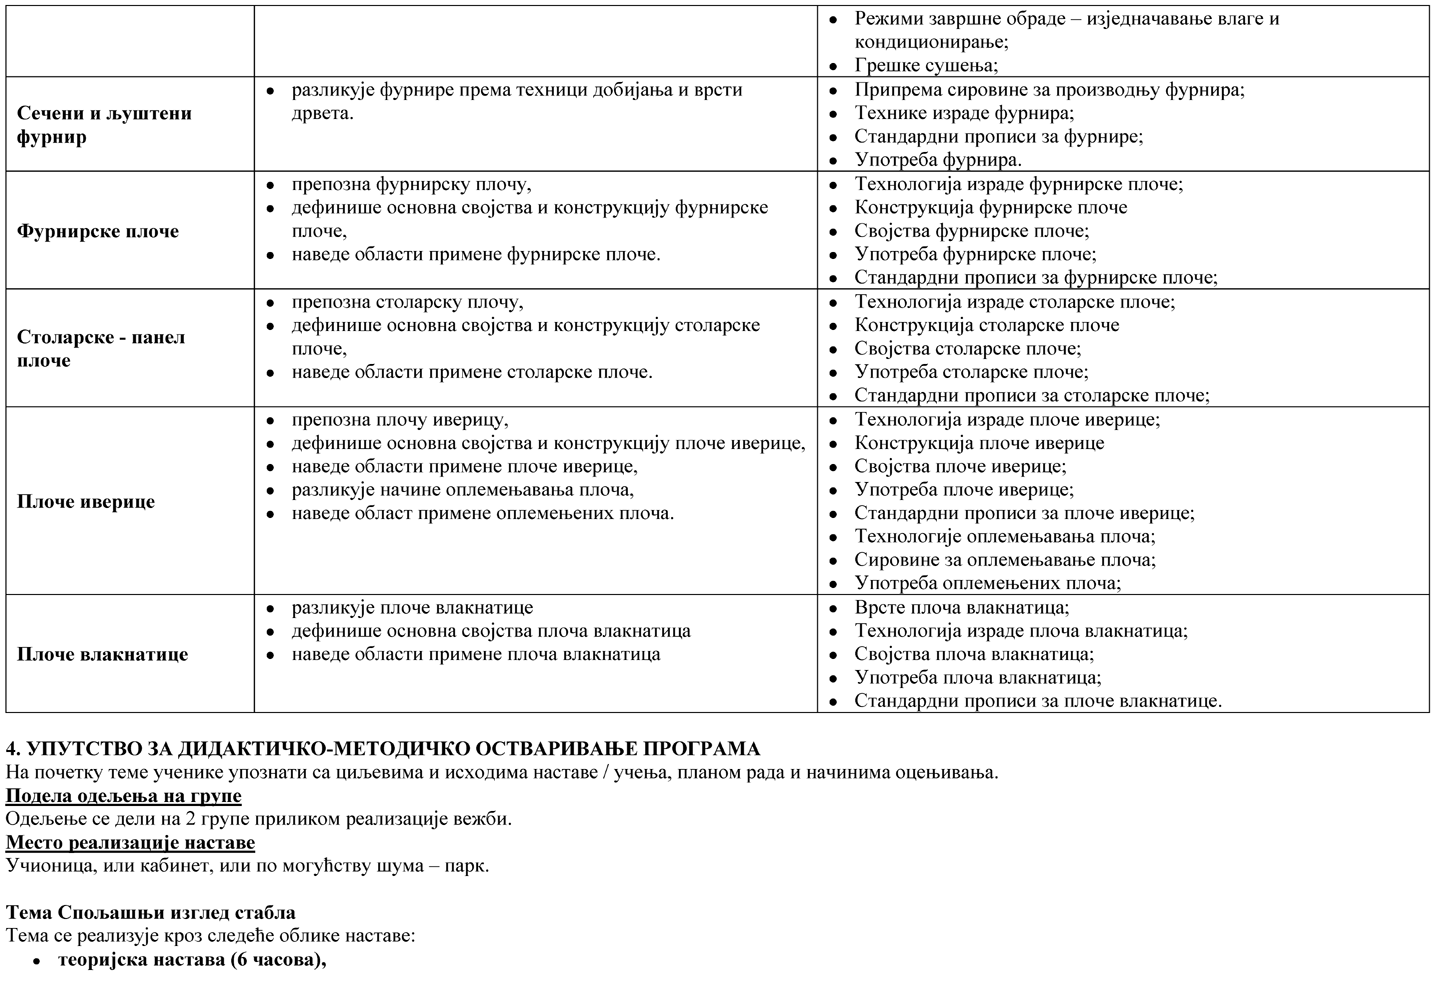 • Режими завршне обраде – изједначавање влаге и
кондиционирање;
• Грешке сушења;
Сечени и љуштени
фурнир
• разликује фурнире према техници добијања и врсти
дрвета.
• Припрема сировине за производњу фурнира;
• Технике израде фурнира;
• Стандардни прописи за фурнире;
• Употреба фурнира.
Фурнирске плоче
• препозна фурнирску плочу,
• дефинише основна својства и конструкцију фурнирске
плоче,
• наведе области примене фурнирске плоче.
• Технологија израде фурнирске плоче;
• Конструкција фурнирске плоче
• Својства фурнирске плоче;
• Употреба фурнирске плоче;
• Стандардни прописи за фурнирске плоче;
Столарске - панел
плоче
• препозна столарску плочу,
• дефинише основна својства и конструкцију столарске
плоче,
• наведе области примене столарске плоче.
• Технологија израде столарске плоче;
• Конструкција столарске плоче
• Својства столарске плоче;
• Употреба столарске плоче;
• Стандардни прописи за столарске плоче;
Плоче иверице
• препозна плочу иверицу,
• дефинише основна својства и конструкцију плоче иверице,
• наведе области примене плоче иверице,
• разликује начине оплемењавања плоча,
• наведе област примене оплемењених плоча.
• Технологија израде плоче иверице;
• Конструкција плоче иверице
• Својства плоче иверице;
• Употреба плоче иверице;
• Стандардни прописи за плоче иверице;
• Технологије оплемењавања плоча;
• Сировине за оплемењавање плоча;
• Употреба оплемењених плоча;
Плоче влакнатице
• разликује плоче влакнатице
• дефинише основна својства плоча влакнатица
• наведе области примене плоча влакнатица
• Врсте плоча влакнатица;
• Технологија израде плоча влакнатица;
• Својства плоча влакнатица;
• Употреба плоча влакнатица;
• Стандардни прописи за плоче влакнатице.
4. УПУТСТВО ЗА ДИДАКТИЧКО-МЕТОДИЧКО ОСТВАРИВАЊЕ ПРОГРАМА
На почетку теме ученике упознати са циљевима и исходима наставе / учења, планом рада и начинима оцењивања.
Подела одељења на групе
Одељење се дели на 2 групе приликом реализације вежби.
Место реализације наставе
Учионица, или кабинет, или по могућству шума – парк.
Тема Спољашњи изглед стабла
Тема се реализује кроз следеће облике наставе:
• теоријска настава (6 часова),